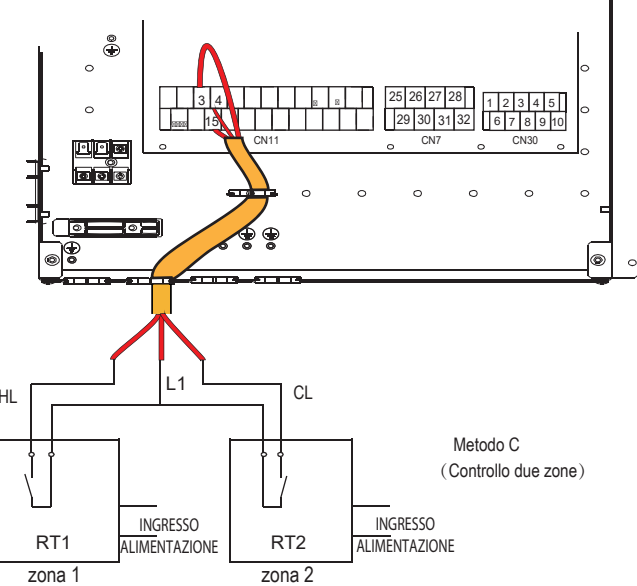 3 4
15
CN11
25 26 27 28
29 30 31 32
CN7
1 2 3 4 5
6 7 8 9 10
CN30
HL
L1
CL
Metodo C
(Controllo due zone)
RT1
INGRESSO
ALIMENTAZIONE
zona 1
RT2
INGRESSO
ALIMENTAZIONE
zona 2